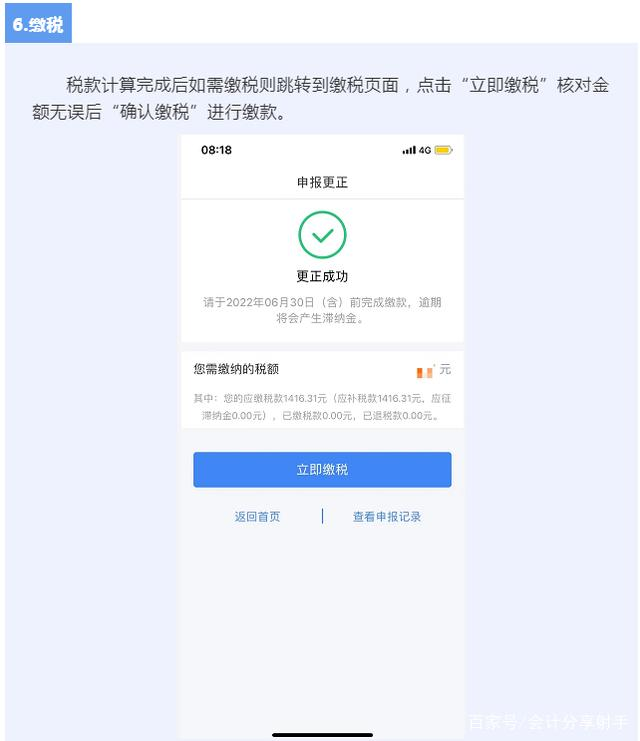 6.缴税
税款计算完成后如需缴税则跳转到缴税页面，点击“立即缴税”核对金
额无误后“确认缴税”进行缴款。
08:18
4G
申报更正
更正成功
请于2022年06月30日（含）前完成缴款，逾期
将会产生滞纳金。
您需缴纳的税额
元
其中：您的应缴税款1416.31元（应补税款1416.31元，应征
滞纳金0.00元），已缴税款0.00元，已退税款0.00元。
立即缴税
返回首页
查看申报记录
百家号/会计分享射手